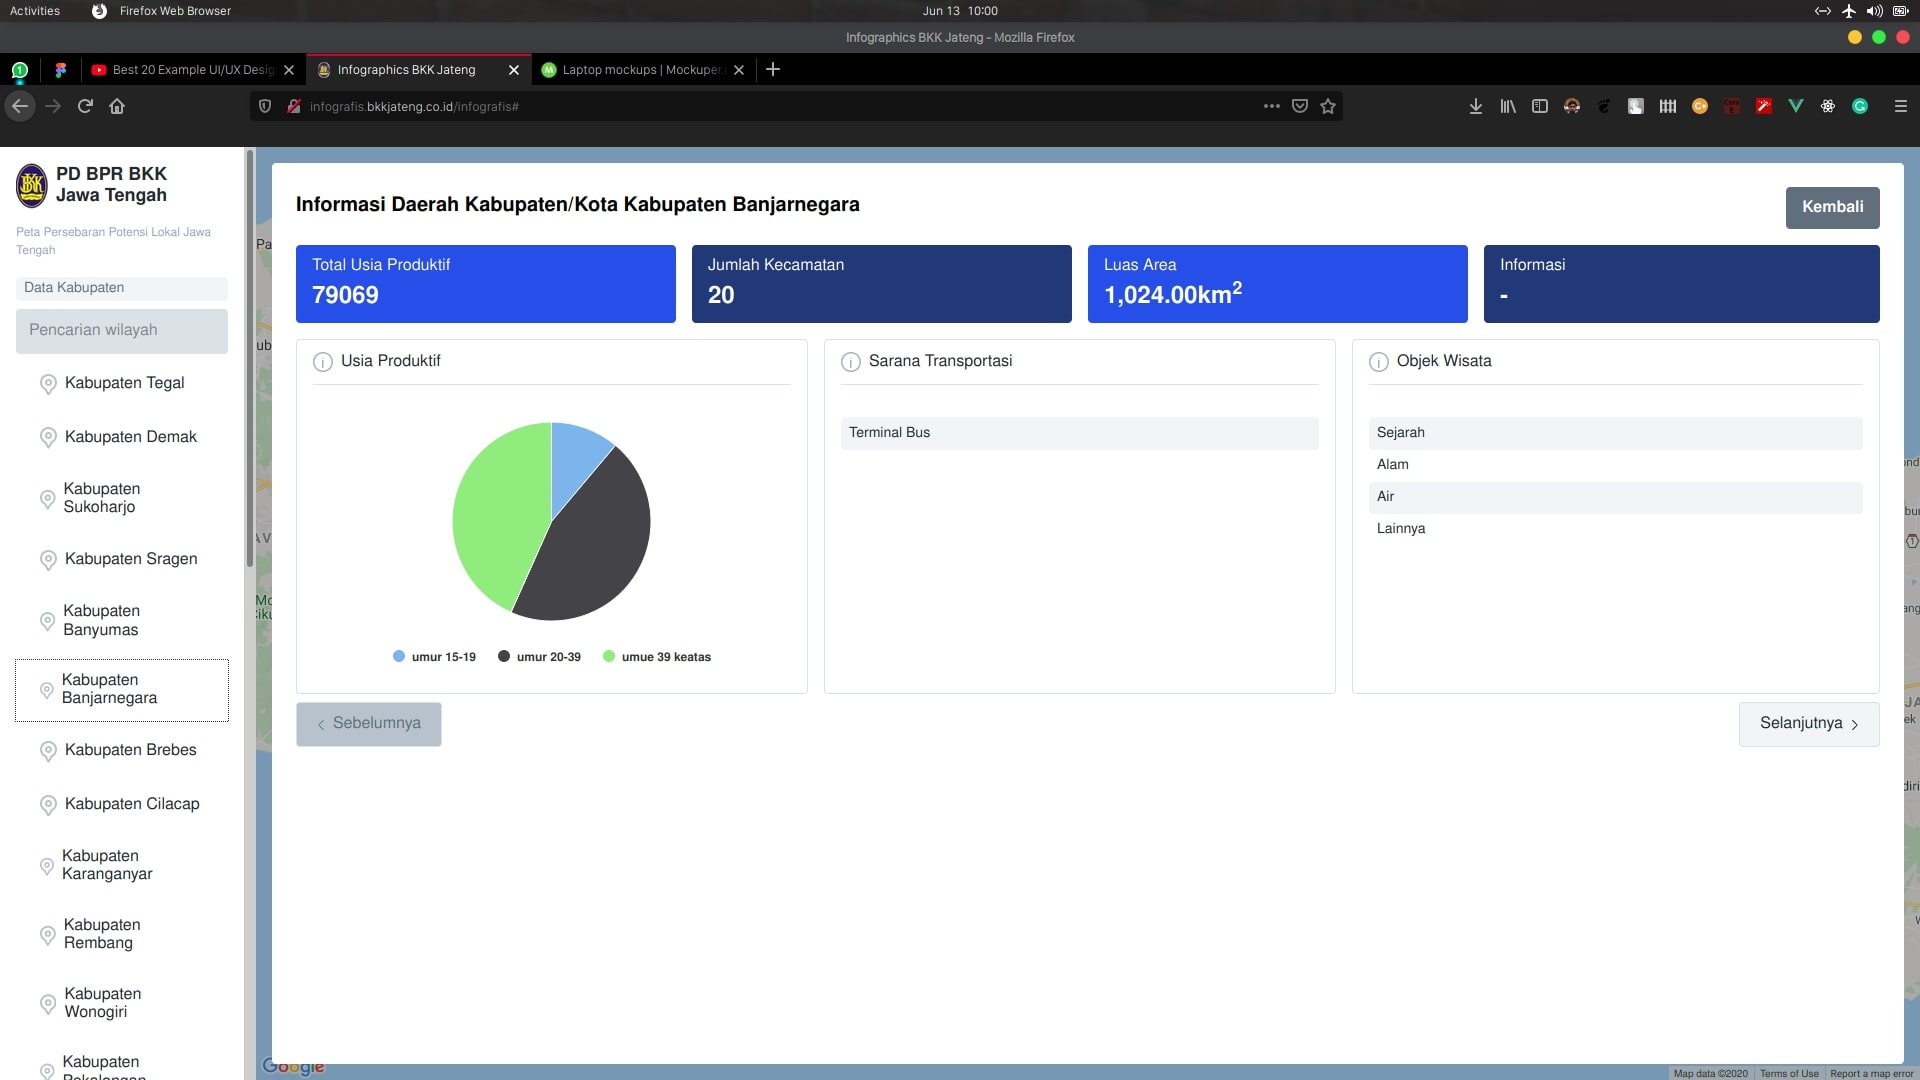 Activities Firefox Web Browser Jun 13 10:00
Infographics BKK Jateng - Mozilla Firefox
1 Best 20 Example UI/UX Desig Infographics BKK Jateng Laptop mockups | Mockuper.
infografis.bkkjateng.co.id/infografis#
PD BPR BKK
Jawa Tengah
Peta Persebaran Potensi Lokal Jawa
Tengah
Data Kabupaten
Pencarian wilayah
Kabupaten Tegal
Kabupaten Demak
Kabupaten
Sukoharjo
Kabupaten Sragen
Kabupaten
Banyumas
Kabupaten
Banjarnegara
Kabupaten Brebes
Kabupaten Cilacap
Kabupaten
Karanganyar
Kabupaten
Rembang
Kabupaten
Wonogiri
Kabupaten
Informasi Daerah Kabupaten/Kota Kabupaten Banjarnegara
Kembali
Total Usia Produktif
79069
Jumlah Kecamatan
20
Luas Area
1,024.00km2
Informasi
-
Usia Produktif
umur 15-19 umur 20-39 umue 39 keatas
Sarana Transportasi
Terminal Bus
Objek Wisata
Sejarah
Alam
Air
Lainnya
Sebelumnya
Selanjutnya
Google
Map data ©2020 Terms of Use Report a map error